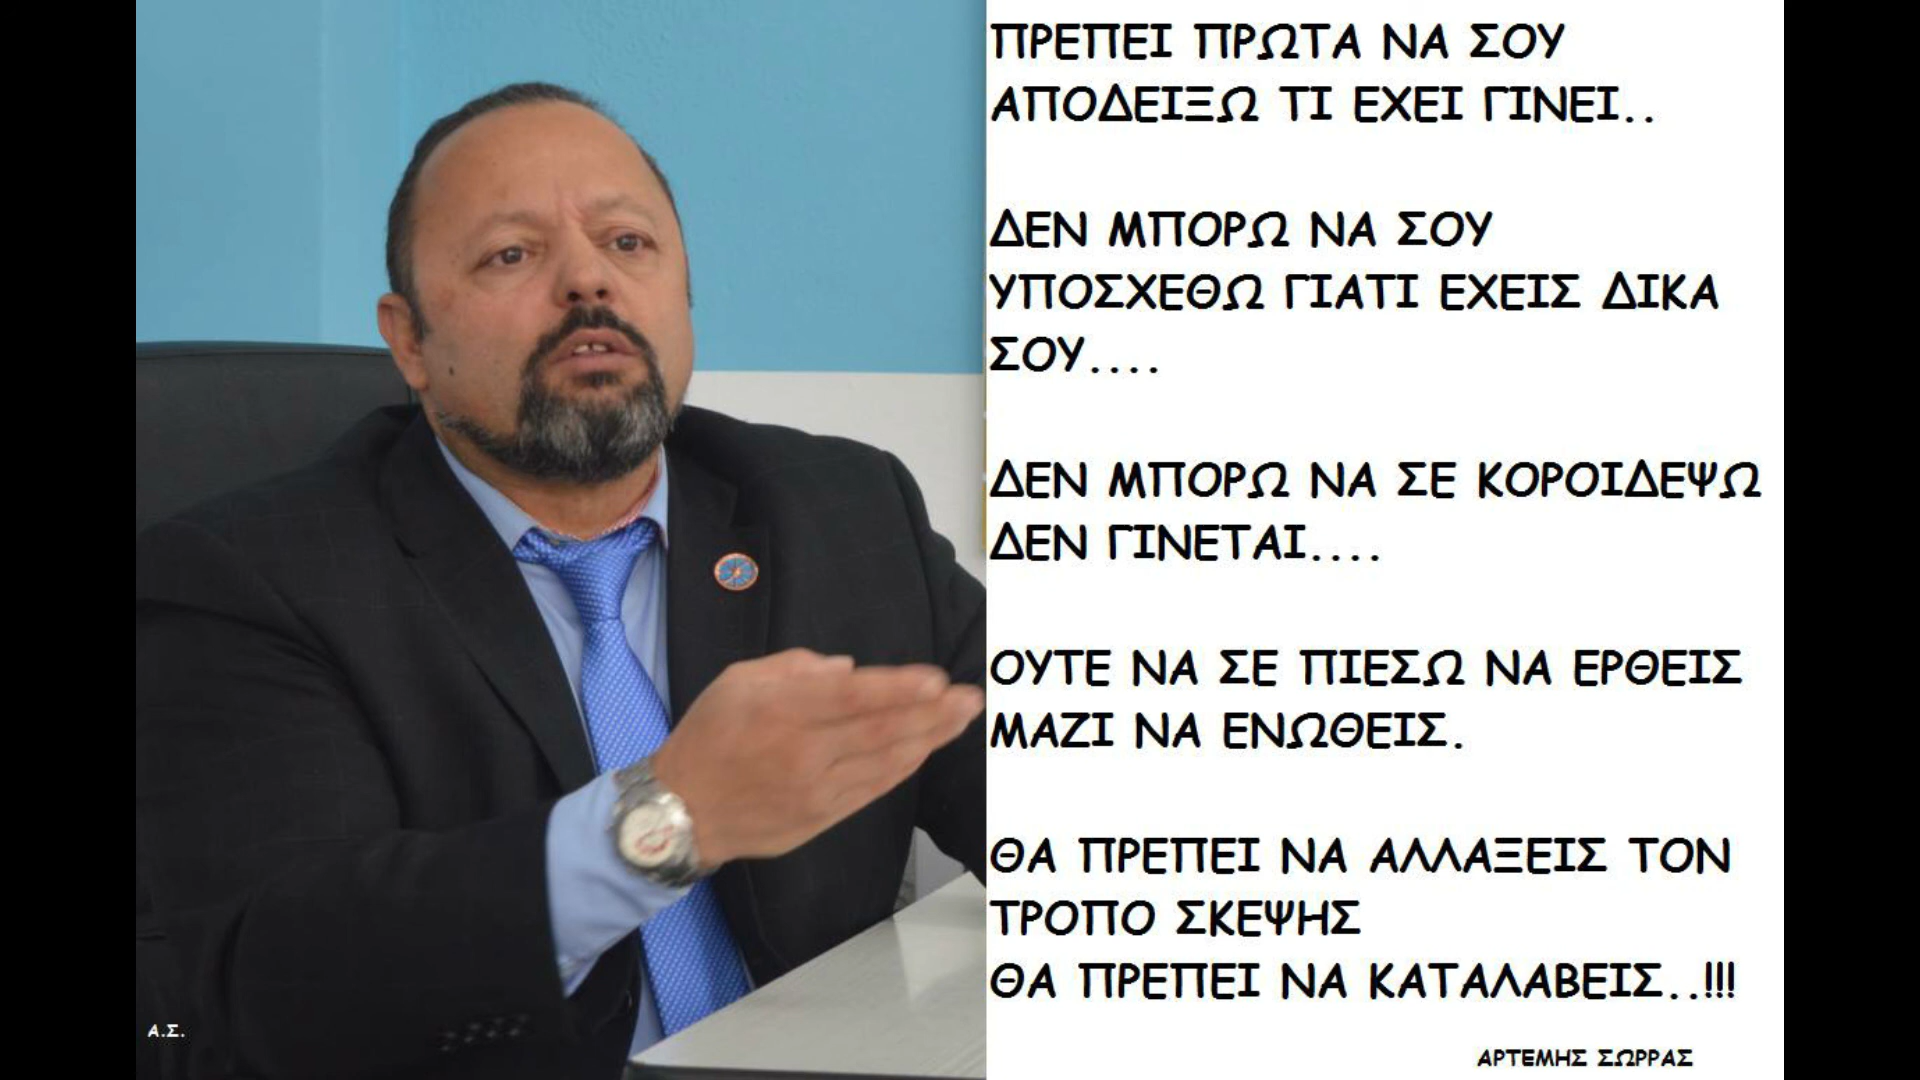 ΠΡΕΠΕΙ ΠΡΩΤΑ ΝΑ ΣΟΥ
ΑΠΟΔΕΙΞΩ ΤΙ ΕΧΕΙ ΓΙΝΕΙ..
ΔΕΝ ΜΠΟΡΩ ΝΑ ΣΟΥ
ΥΠΟΣΧΕΘΩ ΓΙΑΤΙ ΕΧΕΙΣ ΔΙΚΑ
ΣΟΥ....
ΔΕΝ ΜΠΟΡΩ ΝΑ ΣΕ ΚΟΡΟΙΔΕΨΩ
ΔΕΝ ΓΙΝΕΤΑΙ....
ΟΥΤΕ ΝΑ ΣΕ ΠΙΕΣΩ ΝΑ ΕΡΘΕΙΣ
ΜΑΖΙ ΝΑ ΕΝΩΘΕΙΣ.
ΘΑ ΠΡΕΠΕΙ ΝΑ ΑΛΛΑΞΕΙΣ ΤΟΝ
ΤΡΟΠΟ ΣΚΕΨΗΣ
ΘΑ ΠΡΕΠΕΙ ΝΑ ΚΑΤΑΛΑΒΕΙΣ..!!!
ΑΡΤΕΜΗΣ ΣΩΡΡΑΣ
Α.Σ.